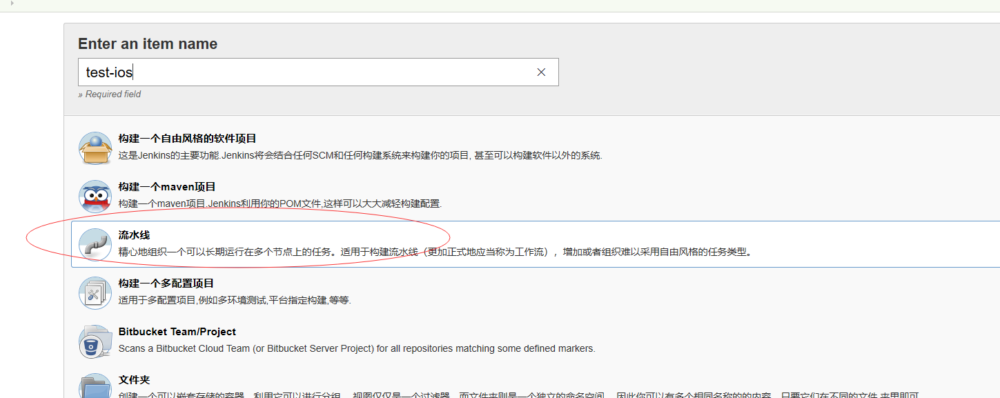 Enter an item name
test-ios
» Required field
构建一个自由风格的软件项目
这是Jenkins的主要功能.Jenkins将会结合任何SCM和任何构建系统来构建你的项目, 甚至可以构建软件以外的系统.
构建一个maven项目
构建一个maven项目.Jenkins利用你的POM文件,这样可以大大减轻构建配置.
流水线
精心地组织一个可以长期运行在多个节点上的任务。适用于构建流水线（更加正式地应当称为工作流），增加或者组织难以采用自由风格的任务类型。
构建一个多配置项目
适用于多配置项目,例如多环境测试,平台指定构建,等等.
Bitbucket Team/Project
Scans a Bitbucket Cloud Team (or Bitbucket Server Project) for all repositories matching some defined markers.
文件夹
创建一个可以嵌套存储的容器。利用它可以进行分组。 视图仅仅是一个过滤器，而文件夹则是一个独立的命名空间， 因此你可以有多个相同名称的的内容，只要它们在不同的文件 夹里即可